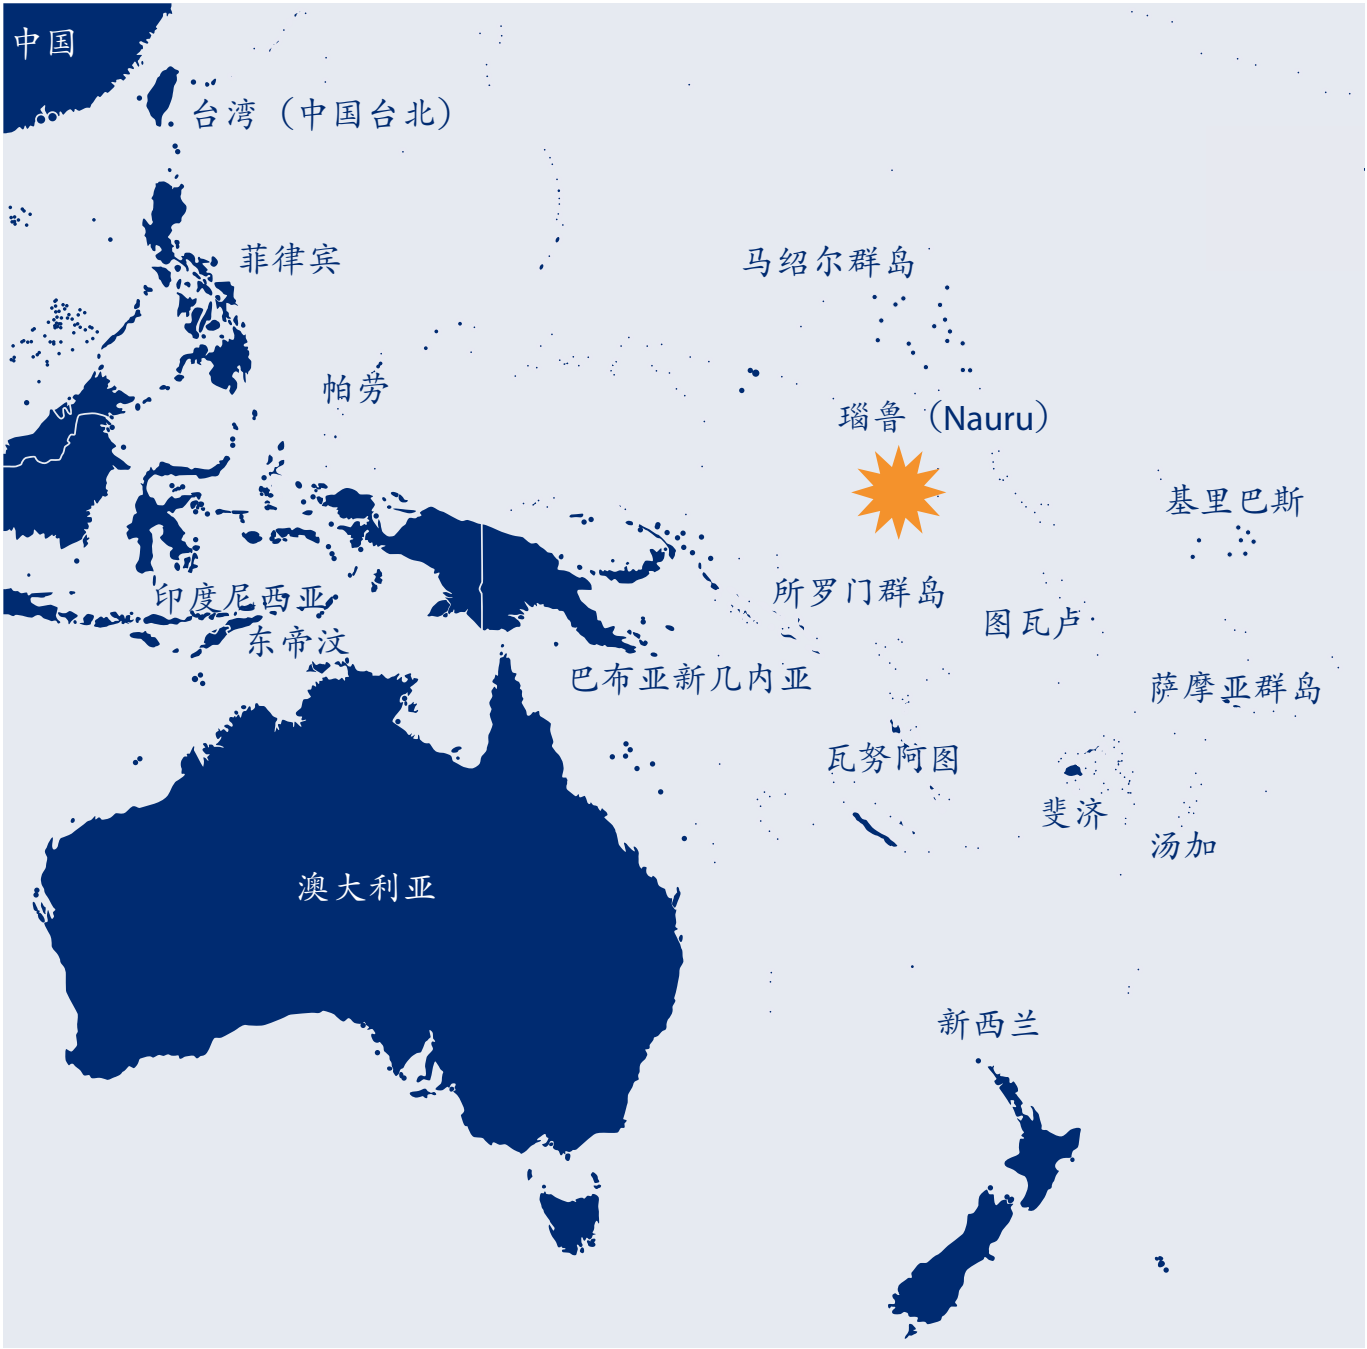 中国
台湾（中国台北）
菲律宾
马绍尔群岛
帕劳
瑙鲁（Nauru）
基里巴斯
所罗门群岛
印度尼西亚
图瓦卢
东帝汶
巴布亚新几内亚
萨摩亚群岛
瓦努阿图
斐济
汤加
澳大利亚
新西兰